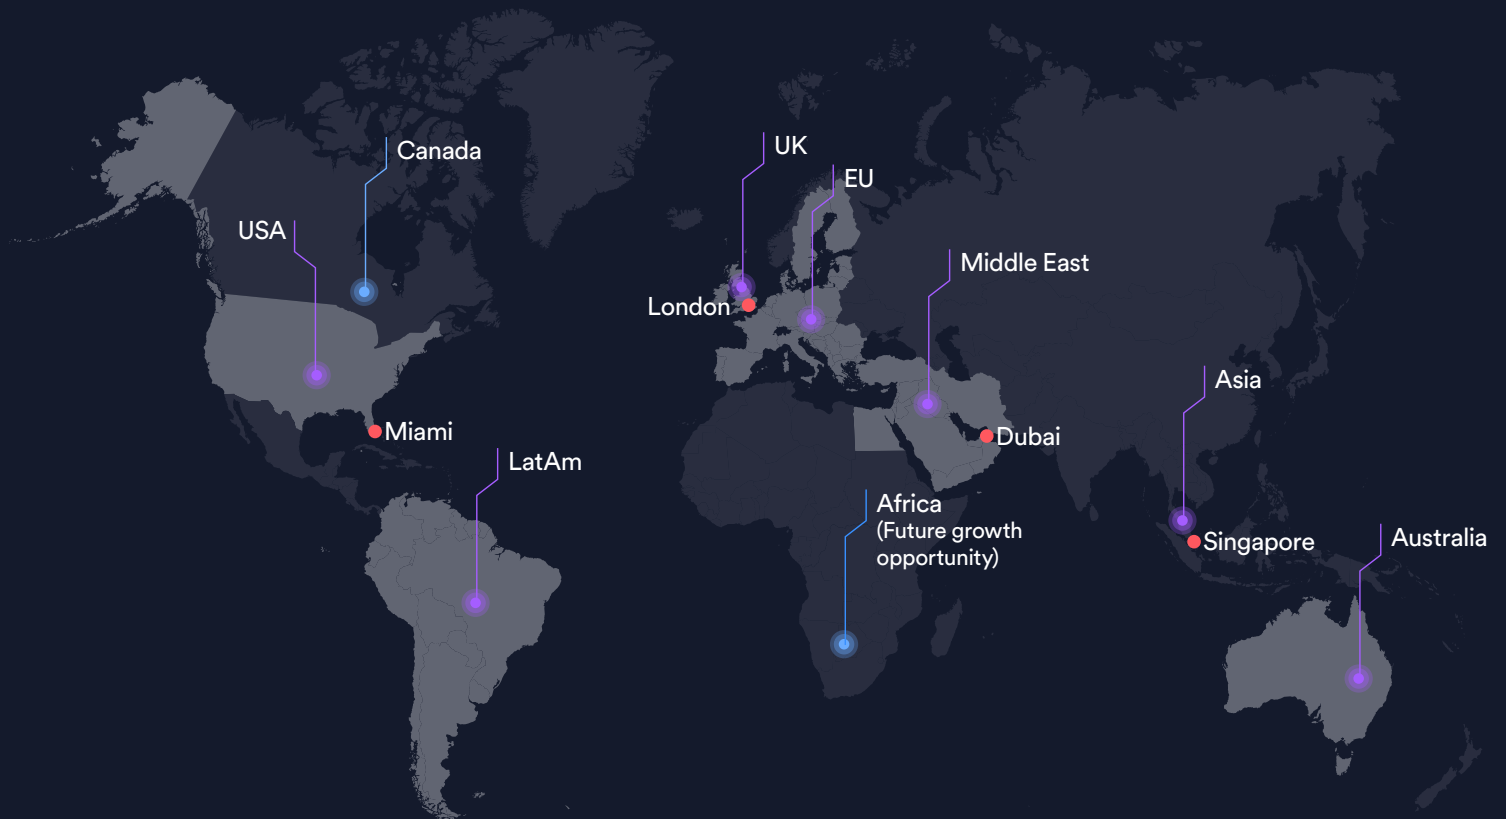 UK
Canada
EU
USA
Middle East
London
Asia
Miami
Dubai
LatAm
Africa
(Future growth
opportunity)
Australia
Singapore